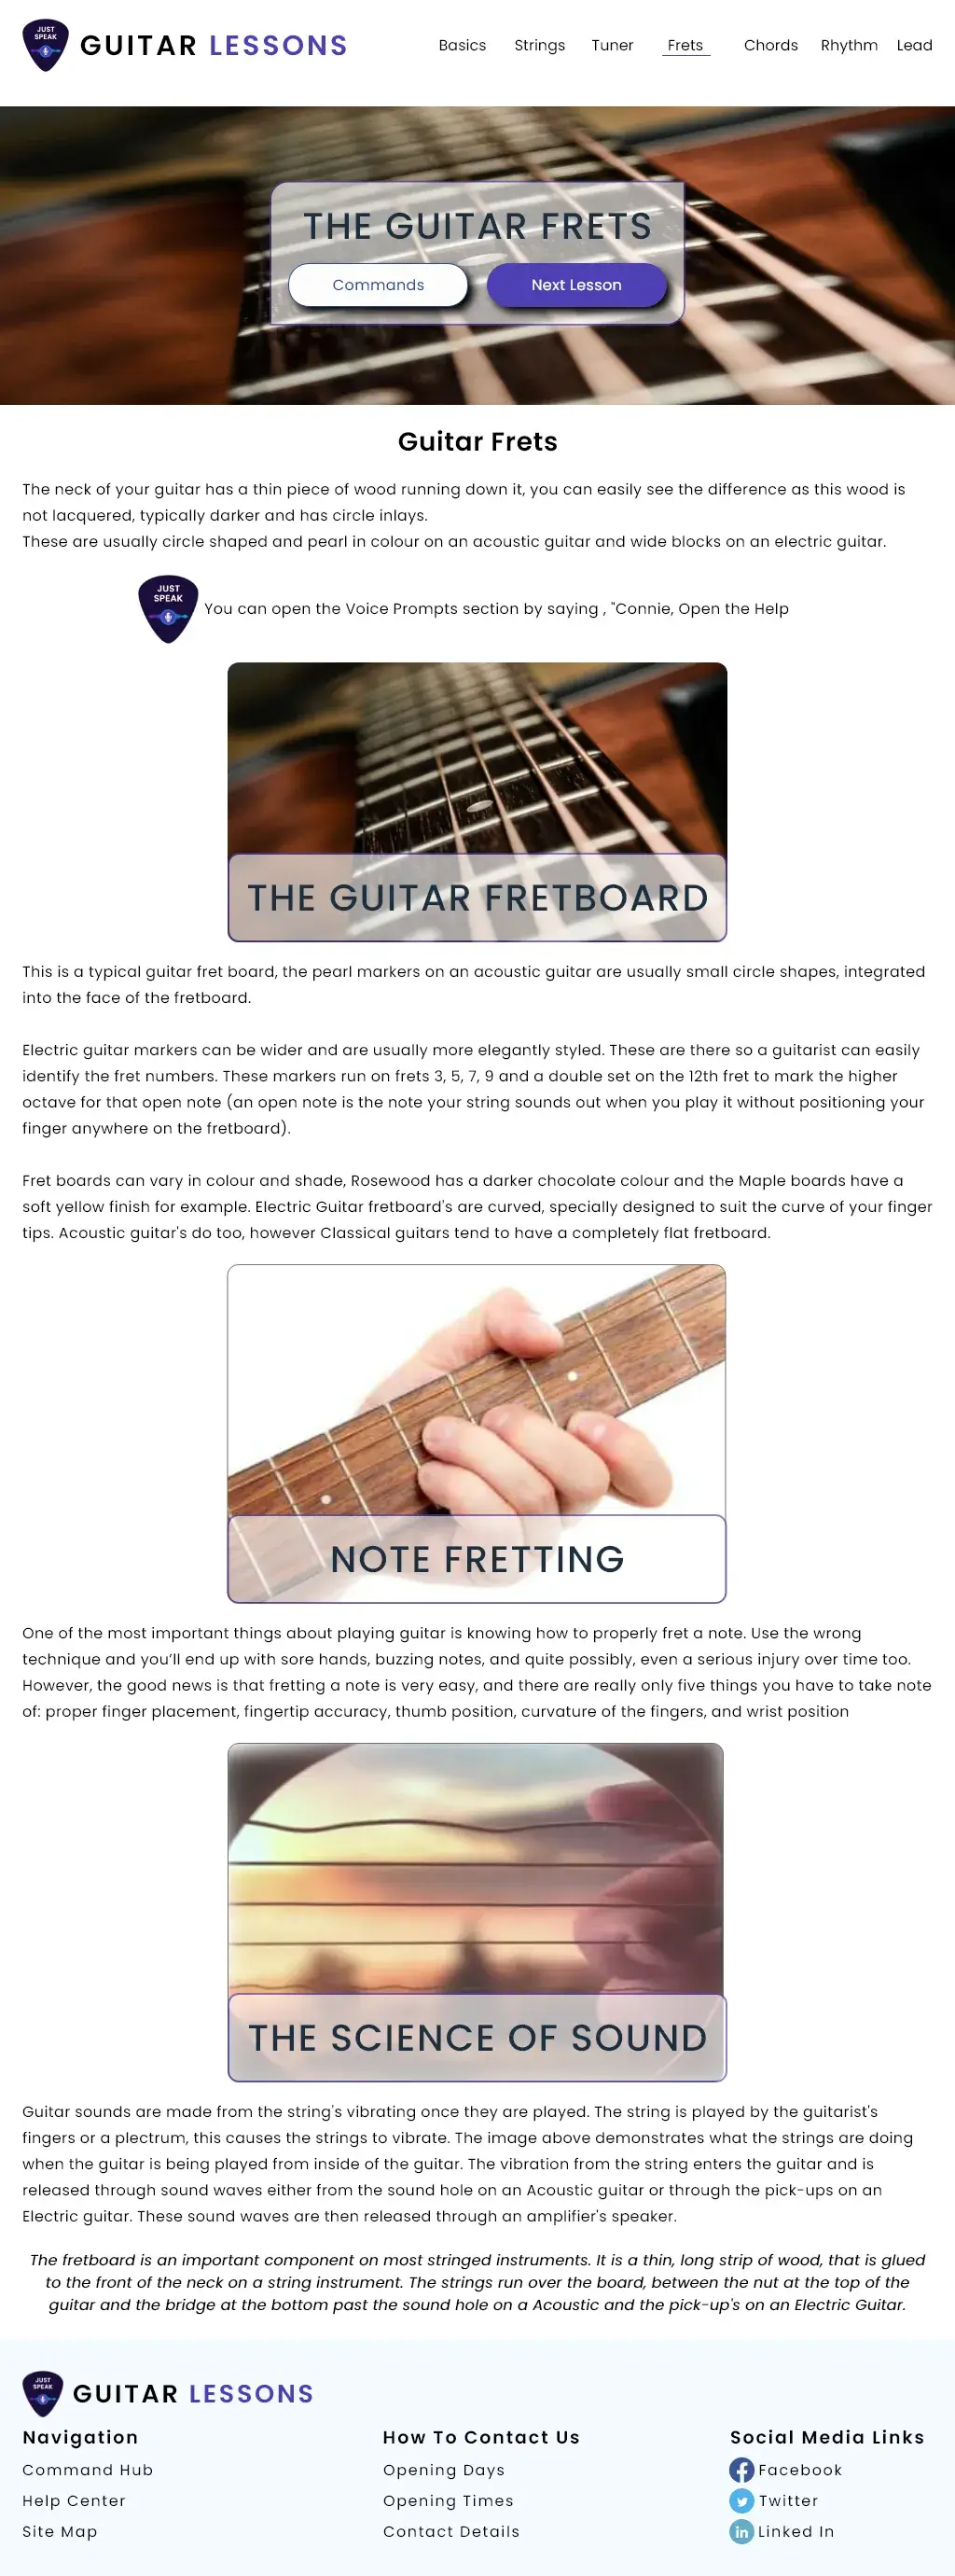 JUST
SPEAK
GUITAR LESSONS
Basics Strings Tuner Frets Chords Rhythm Lead
THE GUITAR FRETS
Commands Next Lesson
Guitar Frets
The neck of your guitar has a thin piece of wood running down it, you can easily see the difference as this wood is
not lacquered, typically darker and has circle inlays.
These are usually circle shaped and pearl in colour on an acoustic guitar and wide blocks on an electric guitar.
JUST
SPEAK
You can open the Voice Prompts section by saying , "Connie, Open the Help
THE GUITAR FRETBOARD
This is a typical guitar fret board, the pearl markers on an acoustic guitar are usually small circle shapes, integrated
into the face of the fretboard.
Electric guitar markers can be wider and are usually more elegantly styled. These are there so a guitarist can easily
identify the fret numbers. These markers run on frets 3, 5, 7, 9 and a double set on the 12th fret to mark the higher
octave for that open note (an open note is the note your string sounds out when you play it without positioning your
finger anywhere on the fretboard).
Fret boards can vary in colour and shade, Rosewood has a darker chocolate colour and the Maple boards have a
soft yellow finish for example. Electric Guitar fretboard's are curved, specially designed to suit the curve of your finger
tips. Acoustic guitar's do too, however Classical guitars tend to have a completely flat fretboard.
NOTE FRETTING
One of the most important things about playing guitar is knowing how to properly fret a note. Use the wrong
technique and you’ll end up with sore hands, buzzing notes, and quite possibly, even a serious injury over time too.
However, the good news is that fretting a note is very easy, and there are really only five things you have to take note
of: proper finger placement, fingertip accuracy, thumb position, curvature of the fingers, and wrist position
THE SCIENCE OF SOUND
Guitar sounds are made from the string's vibrating once they are played. The string is played by the guitarist's
fingers or a plectrum, this causes the strings to vibrate. The image above demonstrates what the strings are doing
when the guitar is being played from inside of the guitar. The vibration from the string enters the guitar and is
released through sound waves either from the sound hole on an Acoustic guitar or through the pick-ups on an
Electric guitar. These sound waves are then released through an amplifier's speaker.
The fretboard is an important component on most stringed instruments. It is a thin, long strip of wood, that is glued
to the front of the neck on a string instrument. The strings run over the board, between the nut at the top of the
guitar and the bridge at the bottom past the sound hole on a Acoustic and the pick-up's on an Electric Guitar.
JUST
SPEAK
GUITAR LESSONS
Navigation How To Contact Us Social Media Links
Command Hub Opening Days Facebook
Help Center Opening Times Twitter
Site Map Contact Details in Linked In